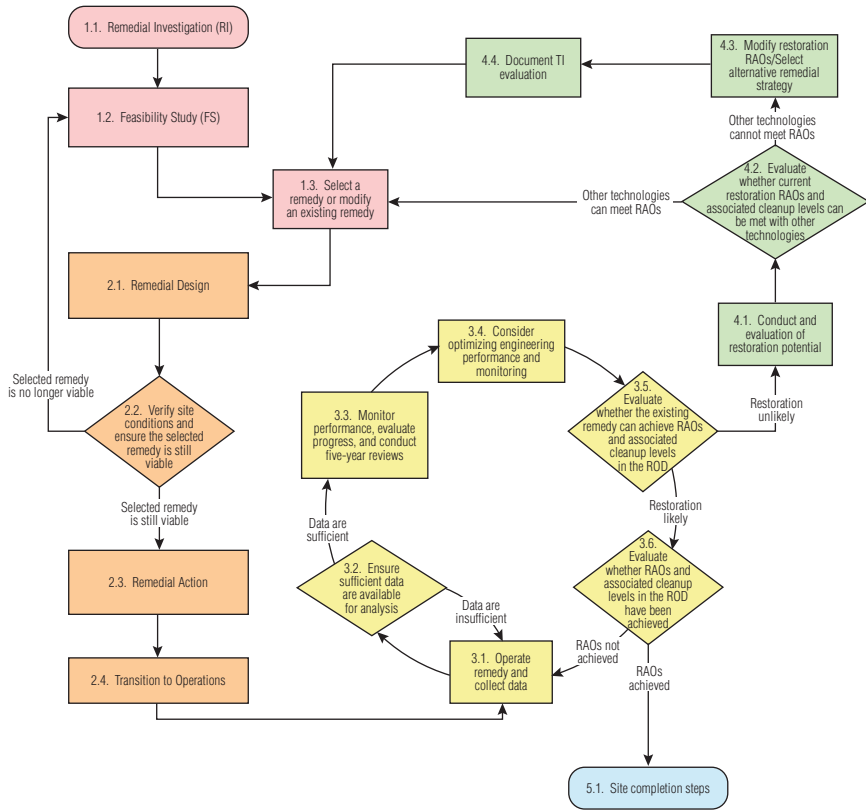 1.1. Remedial Investigation (RI)
1.2. Feasibility Study (FS)
1.3. Select a
remedy or modify
an existing remedy
4.4. Document TI
evaluation
4.3. Modify restoration
RAOs/Select
alternative remedial
strategy
Other technologies
cannot meet RAOs
4.2. Evaluate
whether current
restoration RAOs and
associated cleanup levels can
be met with other
technologies
Other technologies
can meet RAOs
4.1. Conduct and
evaluation of
restoration potential
Restoration
unlikely
2.1. Remedial Design
Selected remedy
is no longer viable
2.2. Verify site
conditions and
ensure the selected
remedy is still
viable
Selected remedy
is still viable
2.3. Remedial Action
2.4. Transition to Operations
3.4. Consider
optimizing engineering
performance and
monitoring
3.3. Monitor
performance, evaluate
progress, and conduct
five-year reviews
3.5.
Evaluate
whether the existing
remedy can achieve RAOs
and associated
cleanup levels
in the ROD
Restoration
likely
Data are
sufficient
3.2. Ensure
sufficient data
are available
for analysis
Data are
insufficient
3.1. Operate
remedy and
collect data
3.6.
Evaluate
whether RAOs and
associated cleanup
levels in the ROD
have been
achieved
RAOs not
achieved
RAOs
achieved
5.1. Site completion steps